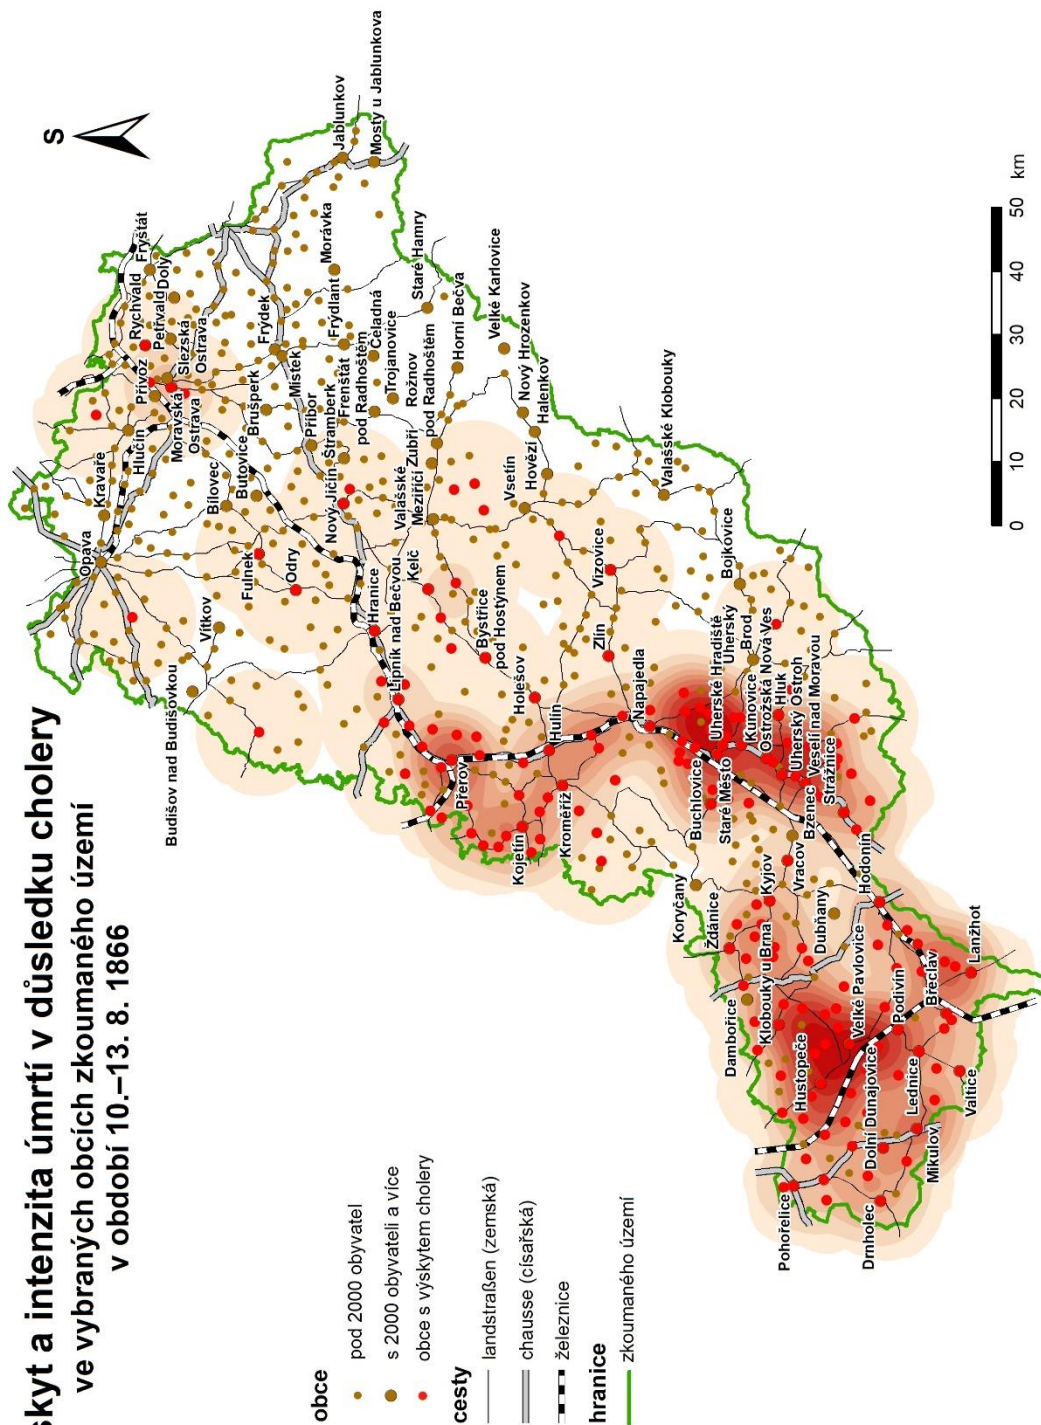 skyt a intenzita úmrtí v důsledku cholery
ve vybraných obcích zkoumaného území
v období 10.–13. 8. 1866
S
obce
pod 2000 obyvatel
s 2000 obyvateli a více
obce s výskytem cholery
cesty
landstraßen (zemská)
chausse (císařská)
železnice
hranice
zkoumaného území
0 10 20 30 40 50 km
Opava
Kravaře
Hlučín
Přívoz
Rychvald
Petřvald
Doly
Fryštát
Moravská
Ostrava
Slezská
Ostrava
Budišov nad Budišovkou
Vítkov
Bílovec
Butovice
Brušperk
Fulnek
Odry
Příbor
Místek
Frýdek
Jablunkov
Mosty u Jablunkova
Nový Jičín
Štramberk
Frenštát
pod Radhoštěm
Frýdlant
Morávka
Čeladná
Trojanovice
Staré Hamry
Hranice
Lipník nad Bečvou
Kelč
Valašské
Meziříčí
Zubří
Rožnov
pod Radhoštěm
Horní Bečva
Velké Karlovice
Nový Hrozenkov
Halenkov
Hovězí
Vsetín
Bystřice
pod Hostýnem
Přerov
Holešov
Hulín
Kojetín
Kroměříž
Vizovice
Zlín
Napajedla
Valašské Klobouky
Bojkovice
Uherský
Brod
Uherské Hradiště
Kunovice
Ostrožská Nová Ves
Hluk
Uherský Ostroh
Veselí nad Moravou
Strážnice
Buchlovice
Staré Město
Bzenec
Vracov
Koryčany
Ždánice
Kyjov
Dubňany
Hodonín
Dambořice
Klobouky u Brna
Velké Pavlovice
Hustopeče
Podivín
Břeclav
Lanžhot
Dolní Dunajovice
Lednice
Valtice
Mikulov
Pohořelice
Drnholec